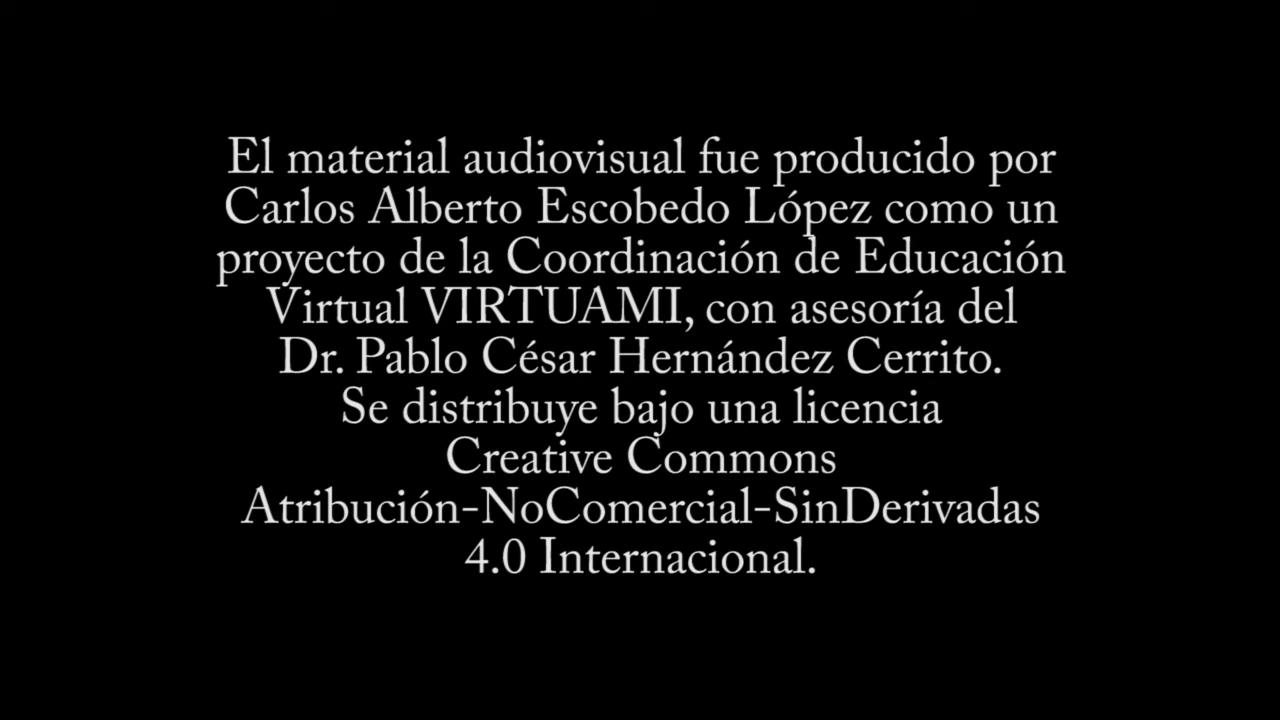 El material audiovisual fue producido por
Carlos Alberto Escobedo López como un
proyecto de la Coordinación de Educación
Virtual VIRTUAMI, con asesoría del
Dr. Pablo César Hernández Cerrito.
Se distribuye bajo una licencia
Creative Commons
Atribución-NoComercial-SinDerivadas
4.0 Internacional.